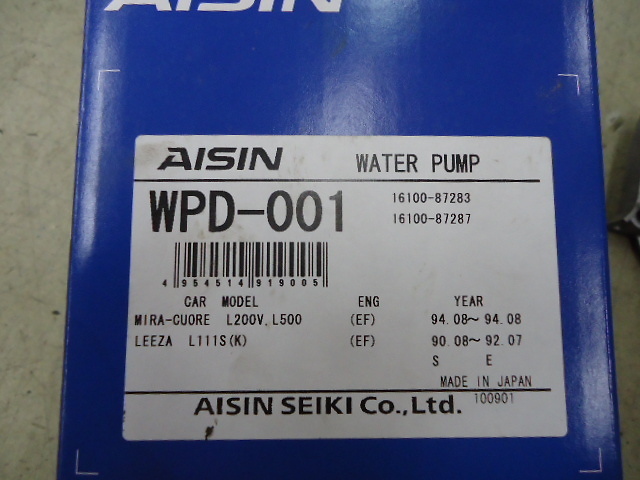 AISIN
AISIN WATER PUMP
WPD-001
16100-87283
16100-87287
4 954514 919005
CAR MODEL ENG YEAR
MIRA-CUORE L200V.L500 (EF) 94.08~ 94.08
LEEZA L111S(K) (EF) 90.08~ 92.07
S E
MADE IN JAPAN
100901
AISIN SEIKI Co.,Ltd.